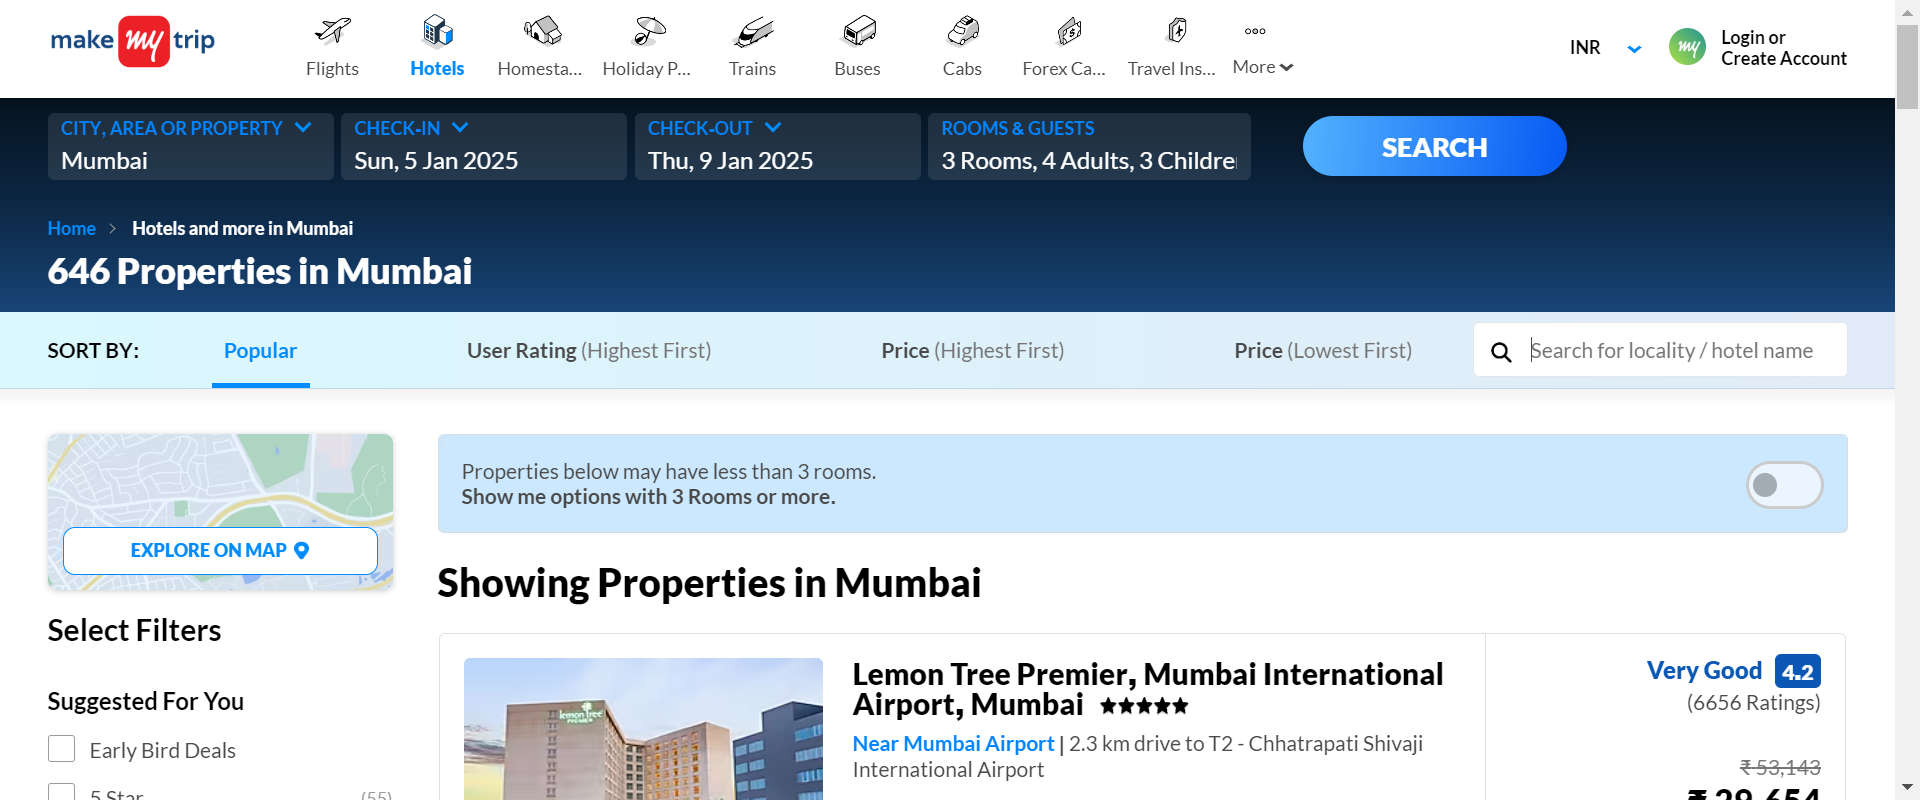 make my trip
Flights
Hotels
Homesta...
Holiday P...
Trains
Buses
Cabs
Forex Ca...
Travel Ins...
More
INR
my
Login or
Create Account
CITY, AREA OR PROPERTY
Mumbai
CHECK-IN
Sun, 5 Jan 2025
CHECK-OUT
Thu, 9 Jan 2025
ROOMS & GUESTS
3 Rooms, 4 Adults, 3 Childre
SEARCH
Home
Hotels and more in Mumbai
646 Properties in Mumbai
SORT BY:
Popular
User Rating (Highest First)
Price (Highest First)
Price (Lowest First)
Search for locality / hotel name
EXPLORE ON MAP
Properties below may have less than 3 rooms.
Show me options with 3 Rooms or more.
Select Filters
Suggested For You
Early Bird Deals
5 Star (55)
Showing Properties in Mumbai
lemon tree
PREMIER
Lemon Tree Premier, Mumbai International
Airport, Mumbai
Near Mumbai Airport | 2.3 km drive to T2 - Chhatrapati Shivaji
International Airport
Very Good 4.2
(6656 Ratings)
₹ 53,143
₹ 29,654